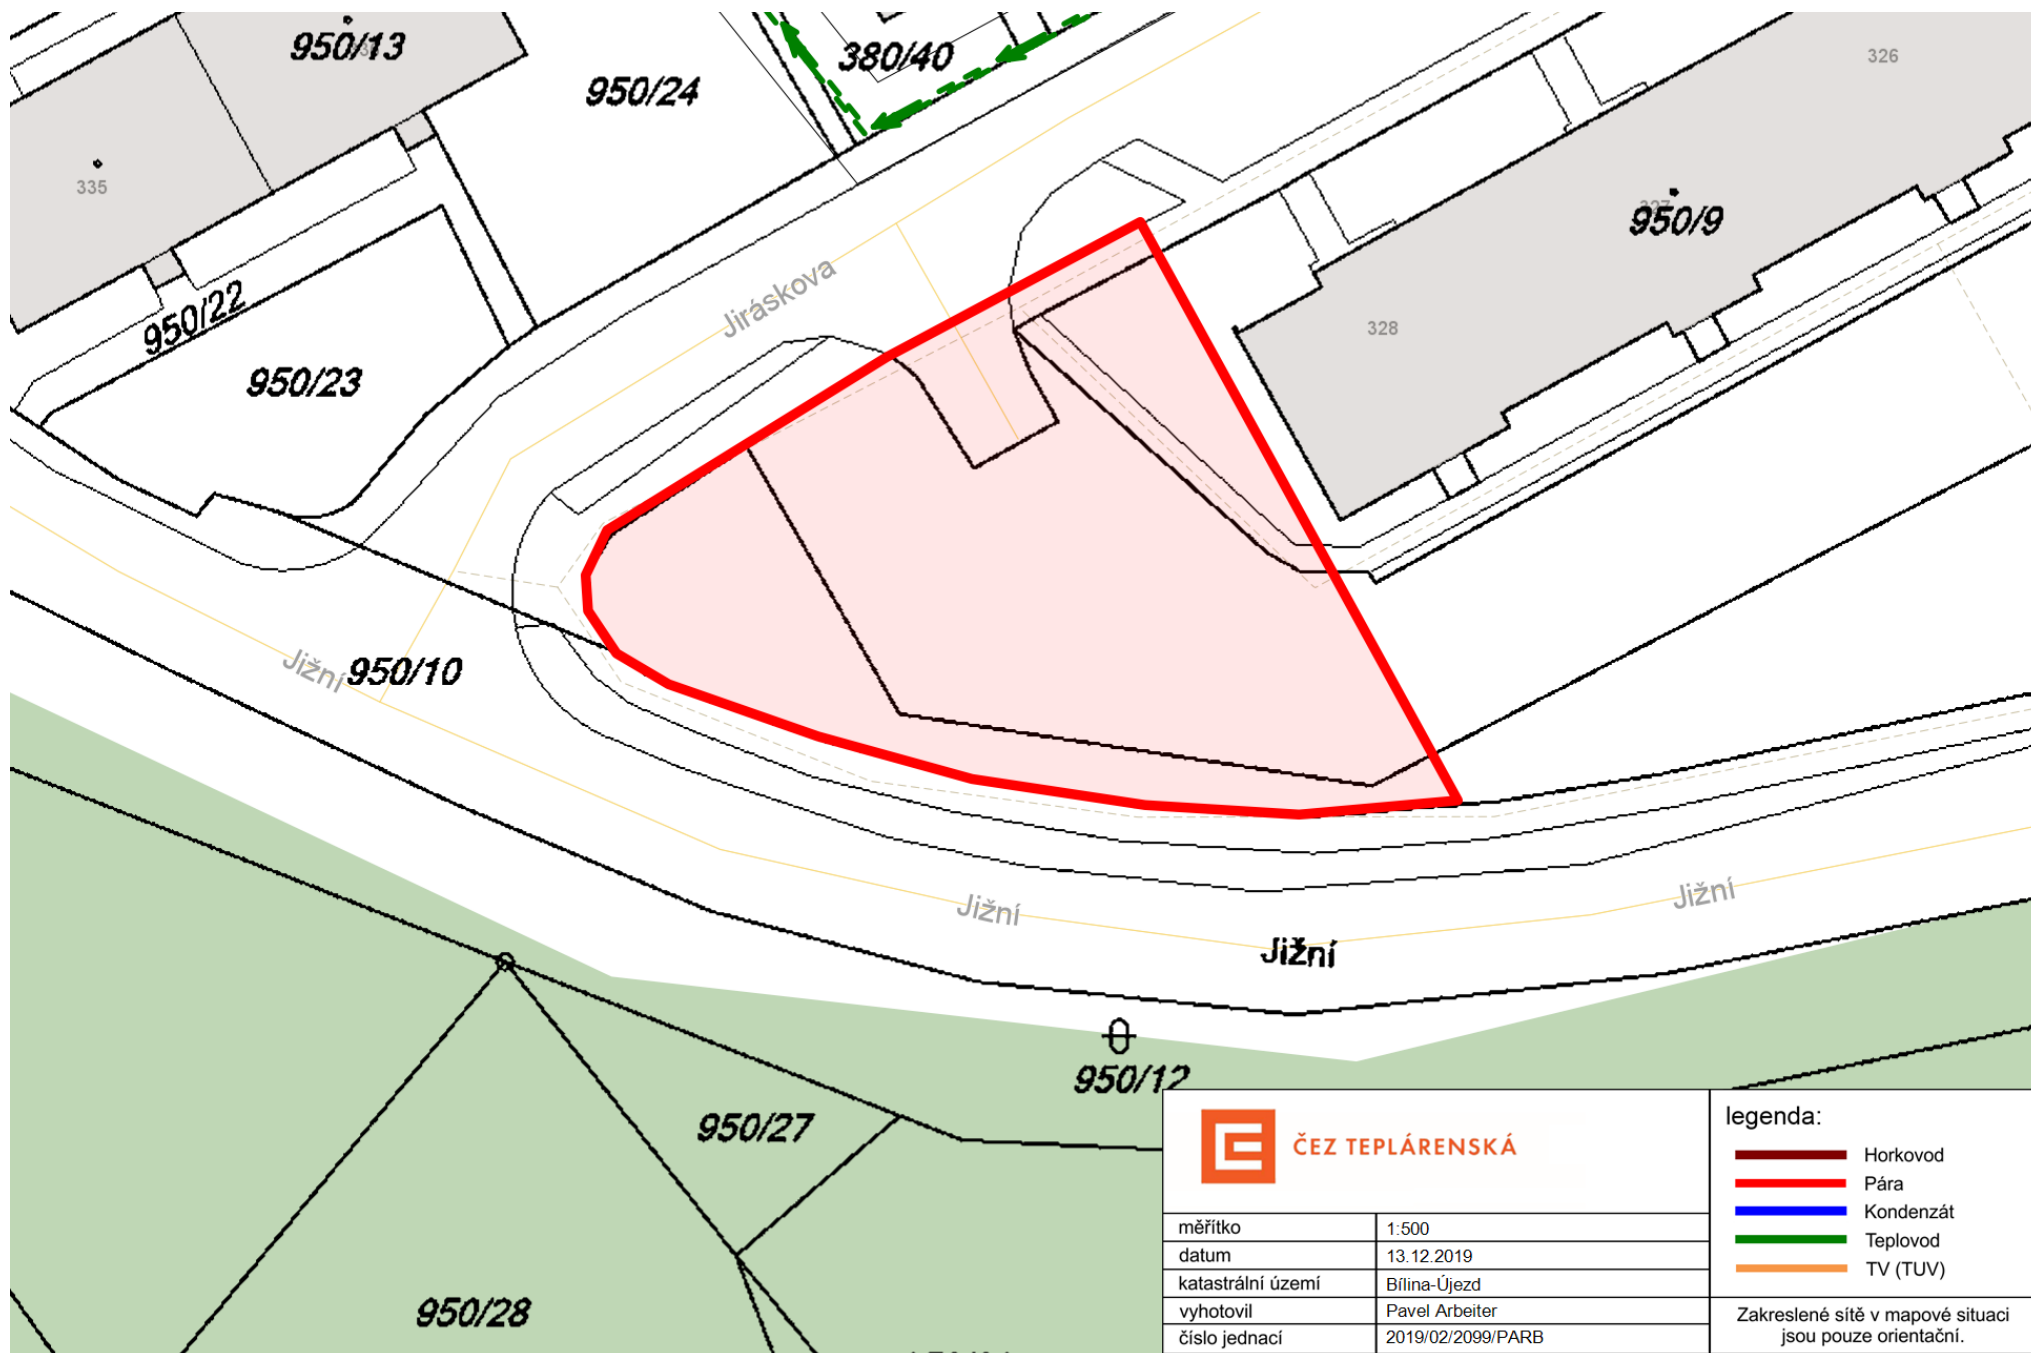 950/13
380/40
950/24
326
335
327
950/9
Jiráskova
950/22
328
950/23
Jižní
950/10
Jižní
Jižní
Jižní
950/12
950/27
950/28
ČEZ TEPLÁRENSKÁ
měřítko 1:500
datum 13.12.2019
katastrální území Bílina-Újezd
vyhotovil Pavel Arbeiter
číslo jednací 2019/02/2099/PARB
legenda:
Horkovod
Pára
Kondenzát
Teplovod
TV (TUV)
Zakreslené sítě v mapové situaci
jsou pouze orientační.